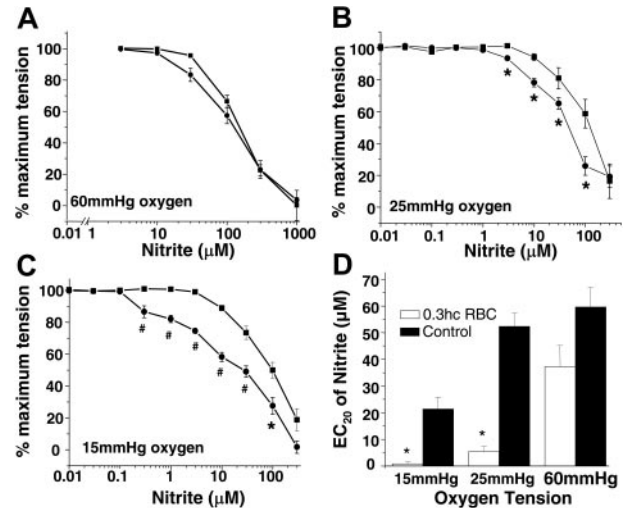 A
% maximum tension
100
80
60
40
20
0
60mmHg oxygen
0.01 1 10 100 1000
Nitrite (μM)
B
% maximum tension
100
80
60
40
20
0
* * * *
25mmHg oxygen
0.01 0.1 1 10 100
Nitrite (μM)
C
% maximum tension
100
80
60
40
20
0
# # # # # *
15mmHg oxygen
0.01 0.1 1 10 100
Nitrite (μM)
D
EC20 of Nitrite (μM)
70
60
50
40
30
20
10
0
0.3hc RBC
Control
* *
15mmHg 25mmHg 60mmHg
Oxygen Tension